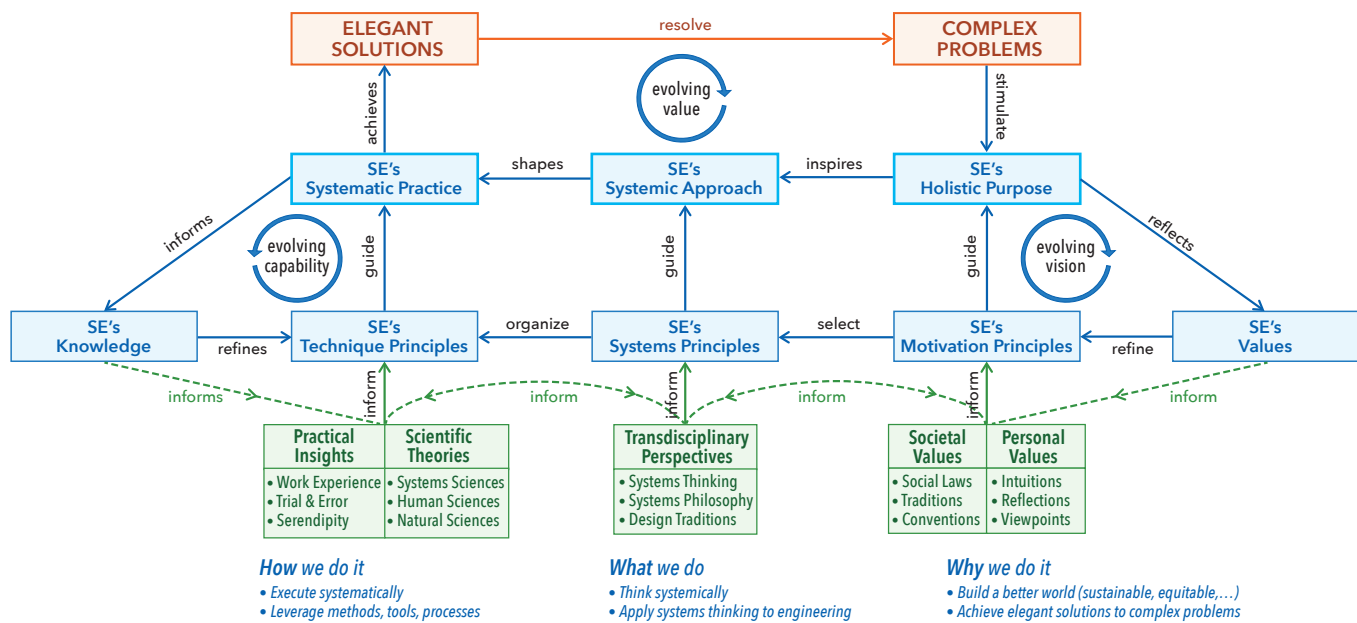 ELEGANT
SOLUTIONS
resolve
COMPLEX
PROBLEMS
achieves
evolving
value
stimulate
SE's
Systematic Practice
shapes
SE's
Systemic Approach
inspires
SE's
Holistic Purpose
informs
evolving
capability
guide
guide
guide
evolving
vision
reflects
SE's
Knowledge
refines
SE's
Technique Principles
organize
SE's
Systems Principles
select
SE's
Motivation Principles
refine
SE's
Values
informs
inform
inform
inform
inform
inform
inform
Practical
Insights
• Work Experience
• Trial & Error
• Serendipity
Scientific
Theories
• Systems Sciences
• Human Sciences
• Natural Sciences
Transdisciplinary
Perspectives
• Systems Thinking
• Systems Philosophy
• Design Traditions
Societal
Values
• Social Laws
• Traditions
• Conventions
Personal
Values
• Intuitions
• Reflections
• Viewpoints
How we do it
• Execute systematically
• Leverage methods, tools, processes
What we do
• Think systemically
• Apply systems thinking to engineering
Why we do it
• Build a better world (sustainable, equitable,…)
• Achieve elegant solutions to complex problems